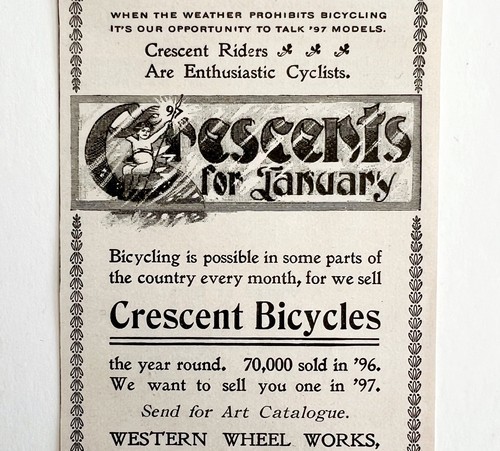 WHEN THE WEATHER PROHIBITS BICYCLING
IT'S OUR OPPORTUNITY TO TALK '97 MODELS.
Crescent Riders
Are Enthusiastic Cyclists.
97
Crescents
for January
Bicycling is possible in some parts of
the country every month, for we sell
Crescent Bicycles
the year round. 70,000 sold in '96.
We want to sell you one in '97.
Send for Art Catalogue.
WESTERN WHEEL WORKS,